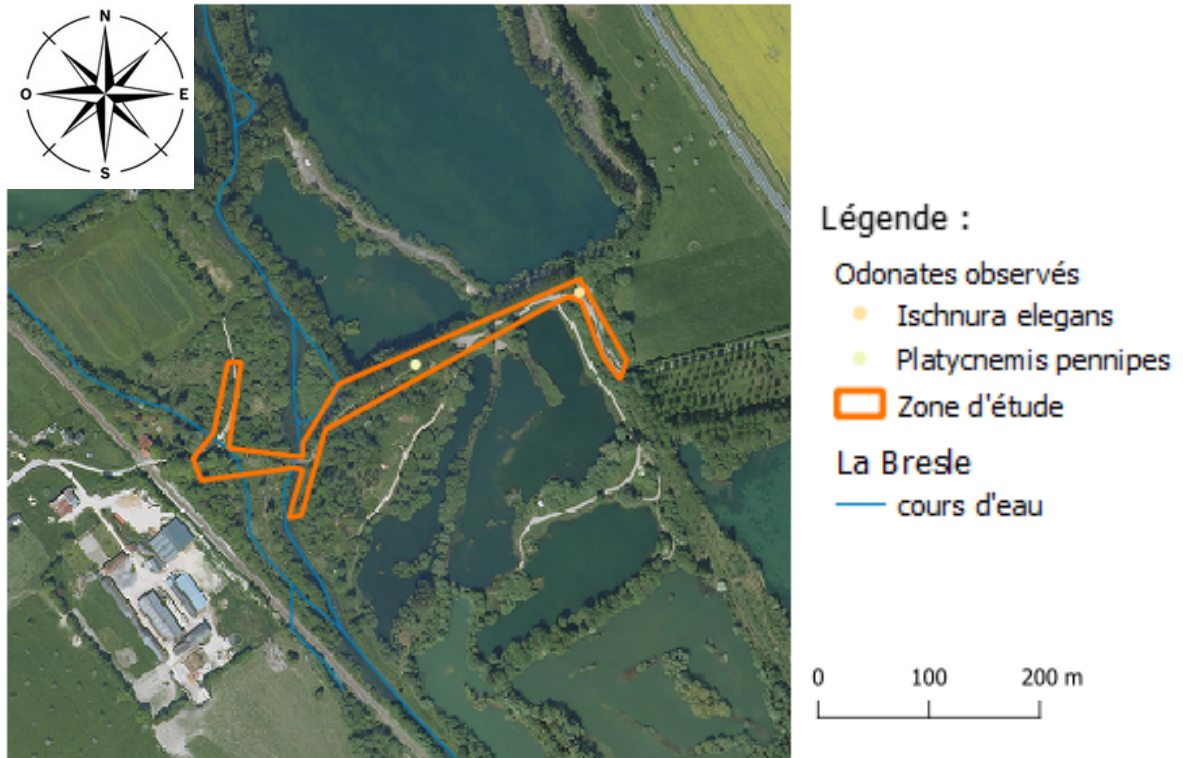 N
O
E
S
Légende :
Odonates observés
Ischnura elegans
Platycnemis pennipes
Zone d'étude
La Bresle
cours d'eau
0 100 200 m